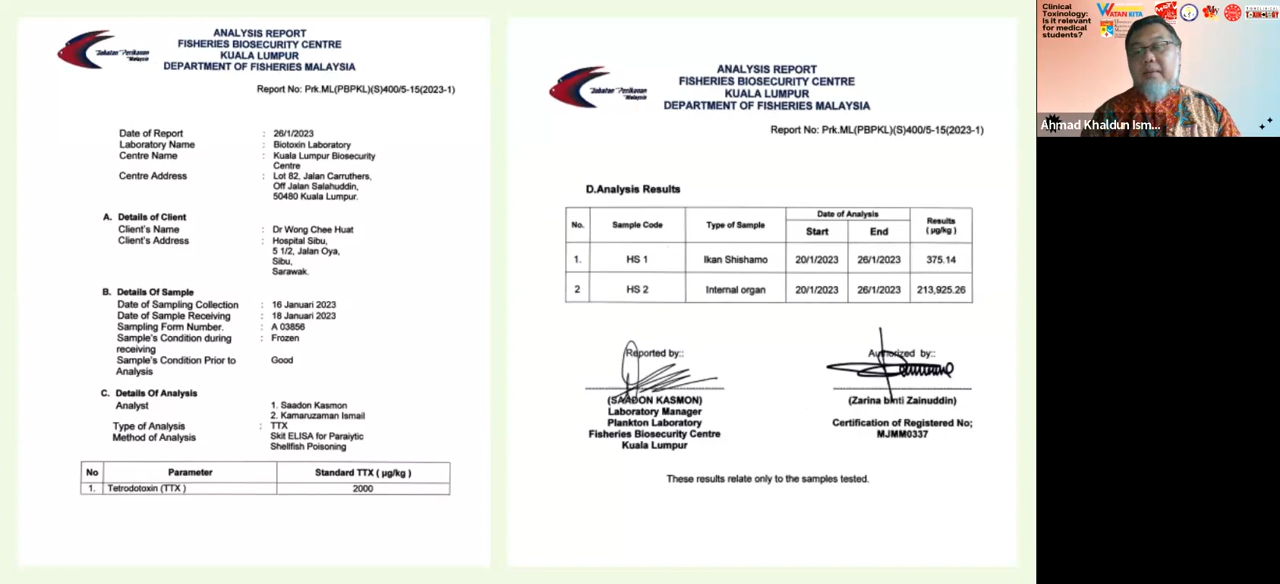 ANALYSIS REPORT
FISHERIES BIOSECURITY CENTRE
KUALA LUMPUR
DEPARTMENT OF FISHERIES MALAYSIA
Jabatan Perikanan
Malaysia
Report No: Prk.ML(PBPKL)(S)400/5-15(2023-1)
Date of Report : 26/1/2023
Laboratory Name : Biotoxin Laboratory
Centre Name : Kuala Lumpur Biosecurity
Centre
Centre Address : Lot 82, Jalan Carruthers,
Off Jalan Salahuddin,
50480 Kuala Lumpur.
A. Details of Client
Client's Name : Dr Wong Chee Huat
Client's Address : Hospital Sibu,
5 1/2, Jalan Oya,
Sibu,
Sarawak.
B. Details Of Sample
Date of Sampling Collection : 16 Januari 2023
Date of Sample Receiving : 18 Januari 2023
Sampling Form Number. : A 03856
Sample's Condition during : Frozen
receiving
Sample's Condition Prior to Good
Analysis
C. Details Of Analysis
Analyst 1. Saadon Kasmon
2. Kamaruzaman Ismail
Type of Analysis : TTX
Method of Analysis Skit ELISA for Paralytic
Shellfish Poisoning
No Parameter Standard TTX ( µg/kg )
1. Tetrodotoxin (TTX ) 2000
ANALYSIS REPORT
FISHERIES BIOSECURITY CENTRE
KUALA LUMPUR
DEPARTMENT OF FISHERIES MALAYSIA
Jabatan Perikanan
Malaysia
Report No: Prk.ML(PBPKL)(S)400/5-15(2023-1)
D.Analysis Results
No. Sample Code Type of Sample Date of Analysis Results
Start End ( µg/kg )
1. HS 1 Ikan Shishamo 20/1/2023 26/1/2023 375.14
2 HS 2 Internal organ 20/1/2023 26/1/2023 213,925.26
Reported by::
(SAADON KASMON)
Laboratory Manager
Plankton Laboratory
Fisheries Biosecurity Centre
Kuala Lumpur
Authorized by::
(Zarina binti Zainuddin)
Certification of Registered No;
MJMM0337
These results relate only to the samples tested.
Clinical
Toxinology:
Is it relevant
for medical
students?
WATAN KITA
Ahmad Khaldun Ism...